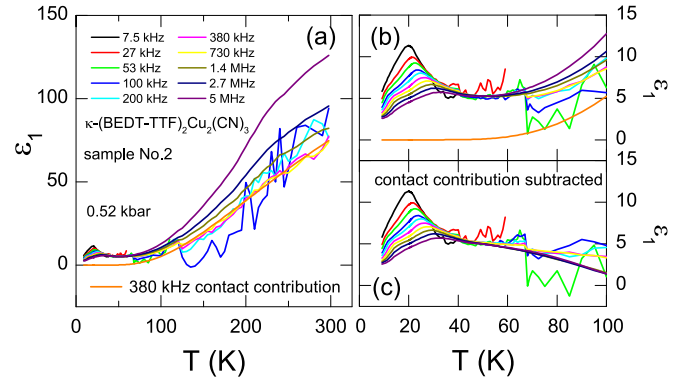 (a)
7.5 kHz 380 kHz
27 kHz 730 kHz
53 kHz 1.4 MHz
100 kHz 2.7 MHz
200 kHz 5 MHz
κ-(BEDT-TTF)₂Cu₂(CN)₃
sample No.2
0.52 kbar
380 kHz contact contribution
150
100
50
0
ε₁
0 100 200 300
T (K)
(b)
15
10
5
0
ε₁
contact contribution subtracted
(c)
15
10
5
0
ε₁
20 40 60 80 100
T (K)